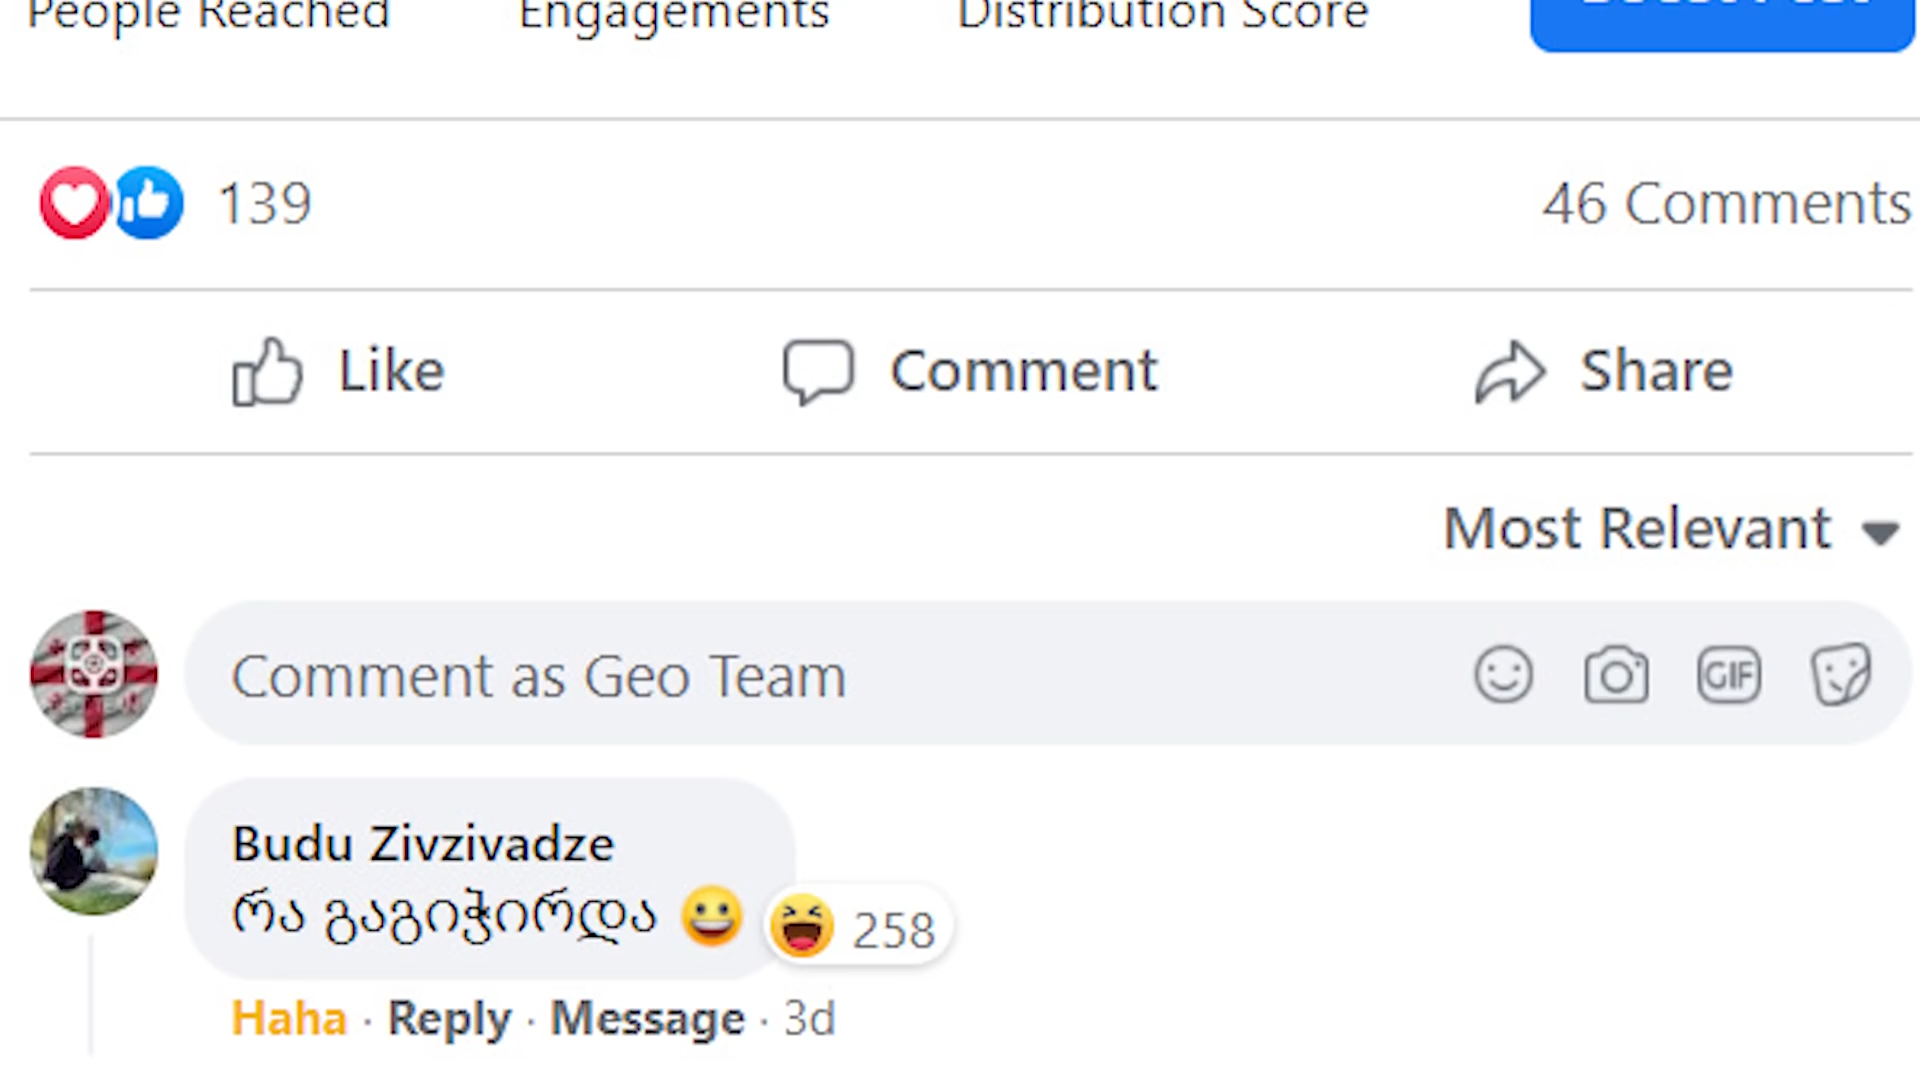 People Reached
Engagements
Distribution Score
139
46 Comments
Like
Comment
Share
Most Relevant
Comment as Geo Team
GIF
Budu Zivzivadze
რა გაგიჭირდა 😀
258
Haha · Reply · Message · 3d